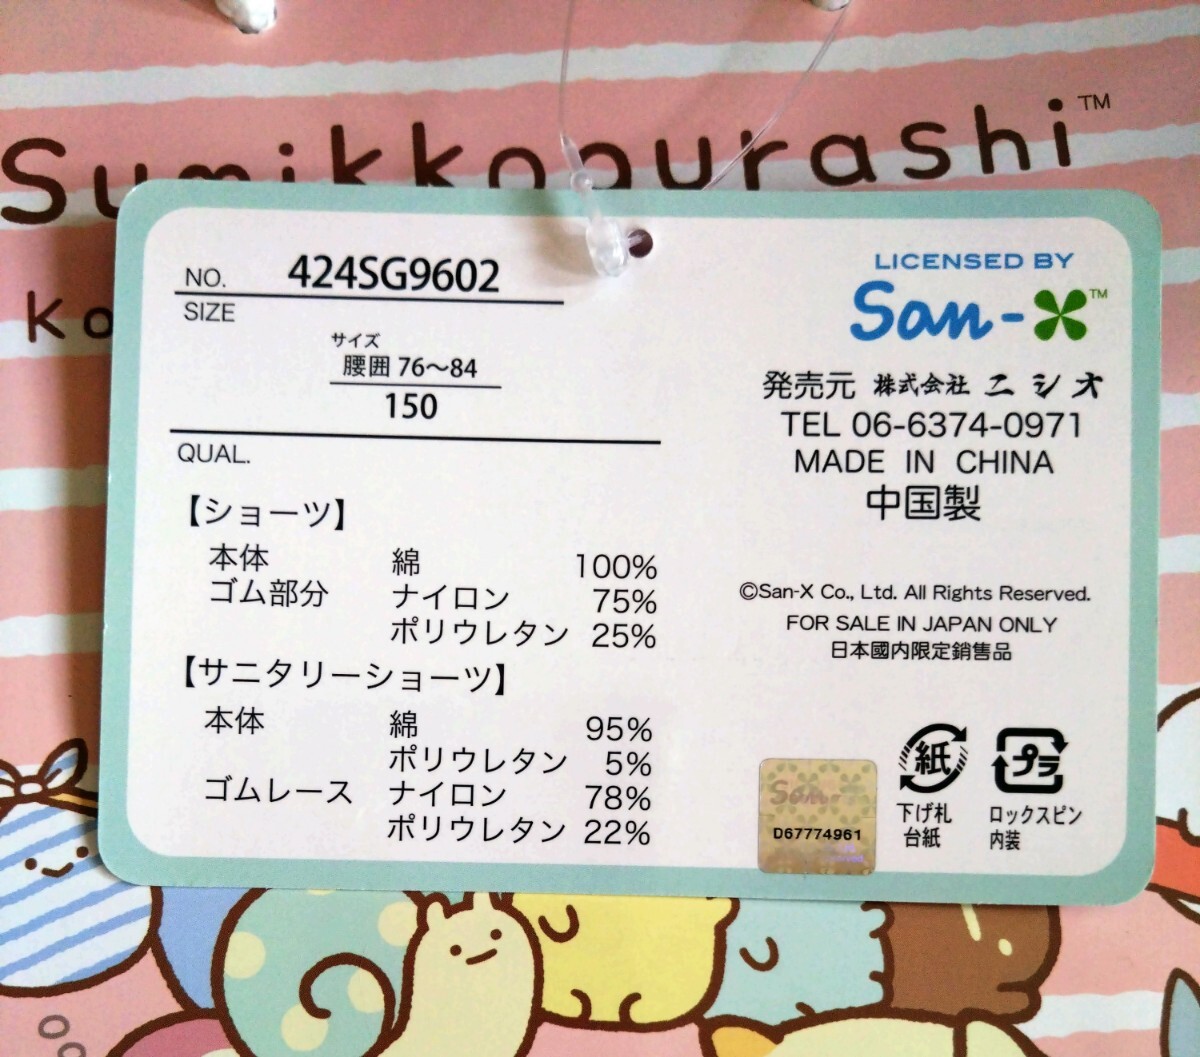 Sumikkogurashi™
Ko
NO. 424SG9602
SIZE
サイズ
腰囲 76～84
150
QUAL.
【ショーツ】
本体 綿 100%
ゴム部分 ナイロン 75%
ポリウレタン 25%
【サニタリーショーツ】
本体 綿 95%
ポリウレタン 5%
ゴムレース ナイロン 78%
ポリウレタン 22%
LICENSED BY
San-X™
発売元 株式会社 ニシオ
TEL 06-6374-0971
MADE IN CHINA
中国製
©San-X Co., Ltd. All Rights Reserved.
FOR SALE IN JAPAN ONLY
日本國内限定銷售品
San-X
D67774961
紙
下げ札
台紙
プラ
ロックスピン
内装